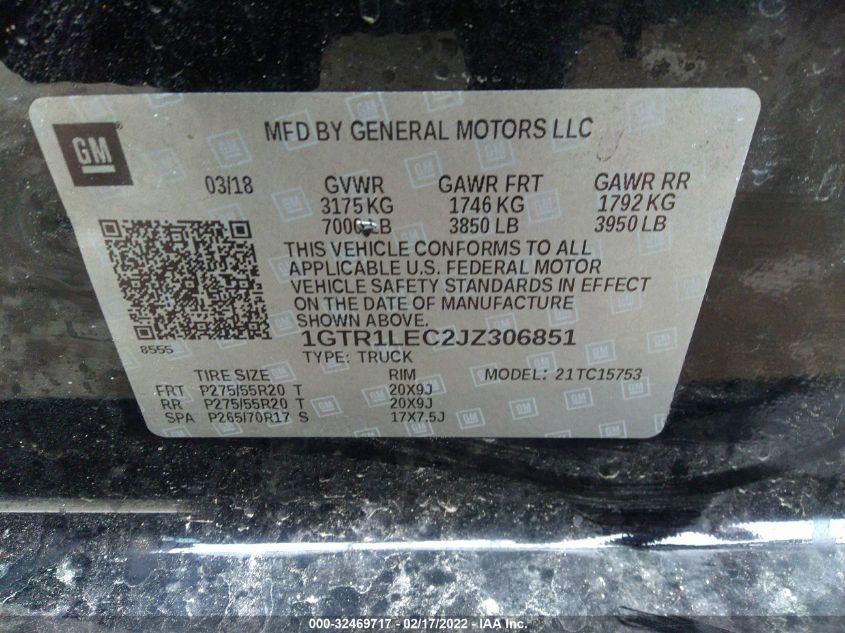 GM
MFD BY GENERAL MOTORS LLC
03/18 GVWR GAWR FRT GAWR RR
3175 KG 1746 KG 1792 KG
7000 LB 3850 LB 3950 LB
THIS VEHICLE CONFORMS TO ALL
APPLICABLE U.S. FEDERAL MOTOR
VEHICLE SAFETY STANDARDS IN EFFECT
ON THE DATE OF MANUFACTURE
SHOWN ABOVE.
8555 1GTR1LEC2JZ306851
TYPE: TRUCK
TIRE SIZE RIM MODEL: 21TC15753
FRT P275/55R20 T 20X9J
RR P275/55R20 T 20X9J
SPA P265/70R17 S 17X7.5J
000-32469717 - 02/17/2022 - IAA Inc.